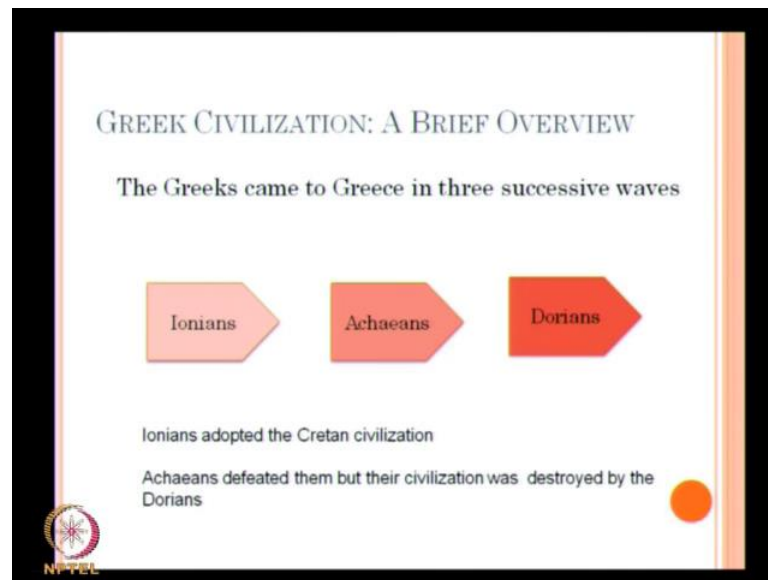 GREEK CIVILIZATION: A BRIEF OVERVIEW
The Greeks came to Greece in three successive waves
Ionians
Achaeans
Dorians
Ionians adopted the Cretan civilization
Achaeans defeated them but their civilization was destroyed by the
Dorians
NPTEL